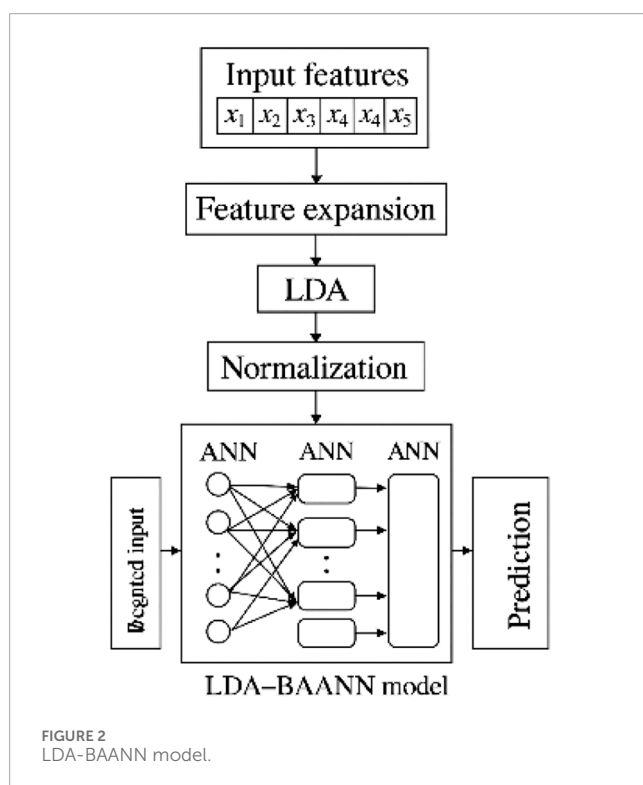 Input features
x1 x2 x3 x4 x4 x5
Feature expansion
LDA
Normalization
ANN ANN ANN
input
Prediction
LDA–BAANN model
FIGURE 2
LDA-BAANN model.